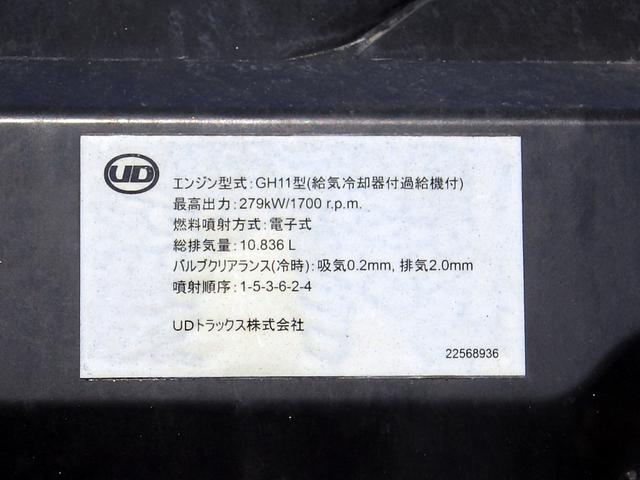 UD
エンジン型式:GH11型(給気冷却器付過給機付)
最高出力:279kW/1700 r.p.m.
燃料噴射方式:電子式
総排気量:10.836 L
バルブクリアランス(冷時):吸気0.2mm, 排気2.0mm
噴射順序:1-5-3-6-2-4
UDトラックス株式会社
22568936